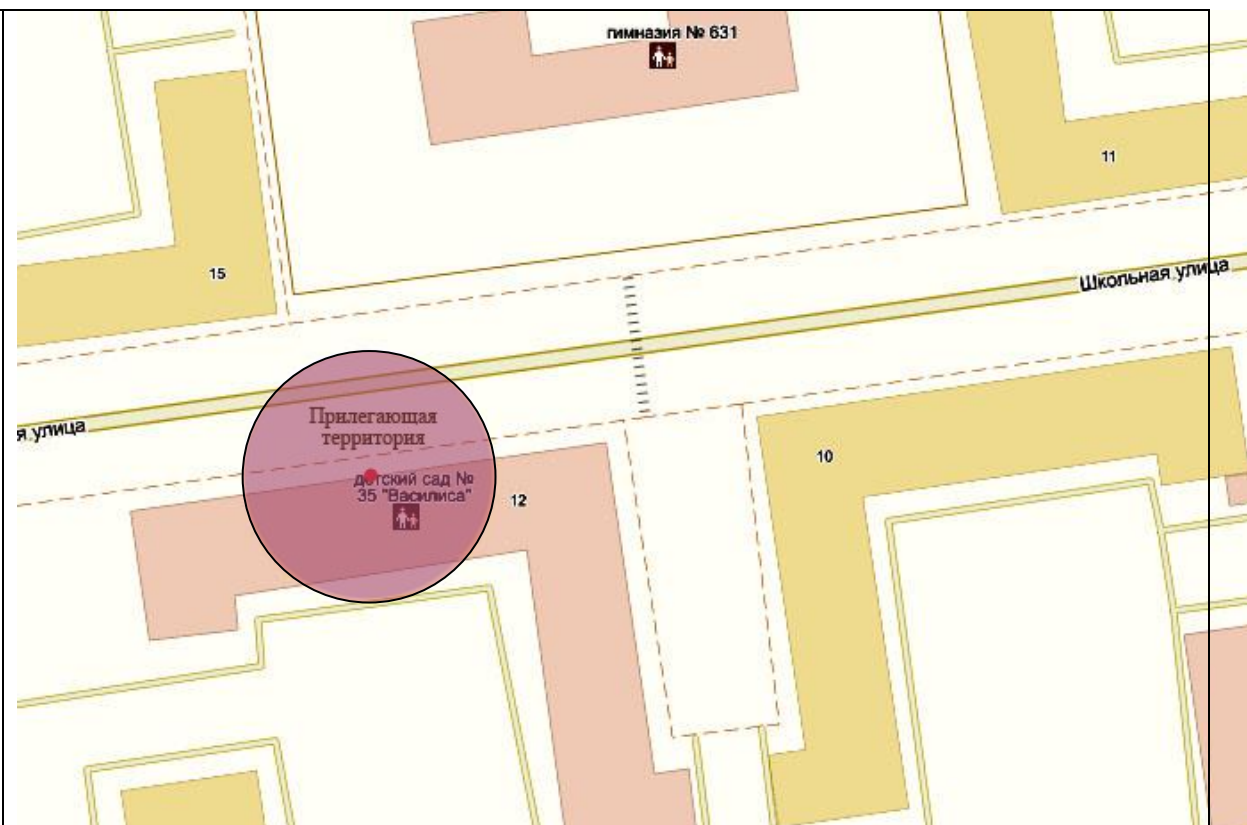 гимназия № 631
11
15
Школьная улица
я улица
Прилегающая
территория
10
детский сад №
35 "Василиса"
12